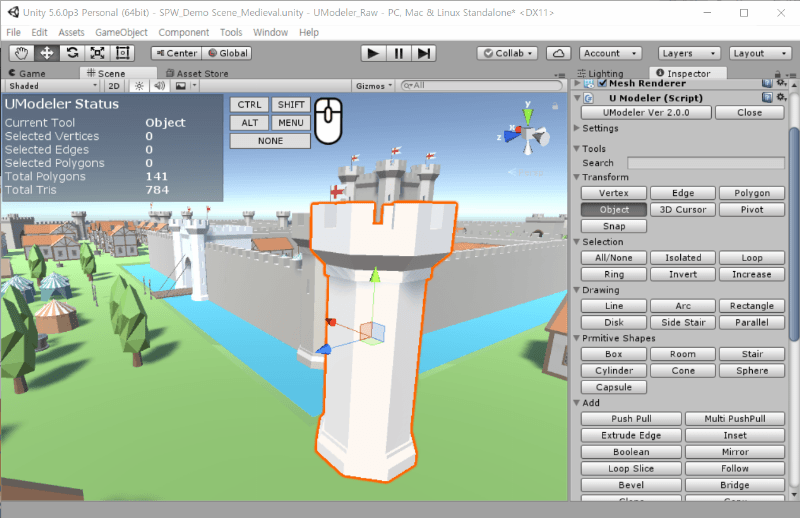 Unity 5.6.0p3 Personal (64bit) - SPW_Demo Scene_Medieval.unity - UModeler_Raw - PC, Mac & Linux Standalone* <DX11>
File Edit Assets GameObject Component Tools Window Help
Center Global Collab Account Layers Layout
Game Scene Asset Store Lighting Inspector
Shaded 2D Gizmos All
Mesh Renderer
U Modeler (Script)
UModeler Ver 2.0.0 Close
Settings
Tools
Search
Transform
Vertex Edge Polygon
Object 3D Cursor Pivot
Snap
Selection
All/None Isolated Loop
Ring Invert Increase
Drawing
Line Arc Rectangle
Disk Side Stair Parallel
Prmitive Shapes
Box Room Stair
Cylinder Cone Sphere
Capsule
Add
Push Pull Multi PushPull
Extrude Edge Inset
Boolean Mirror
Loop Slice Follow
Bevel Bridge
UModeler Status
Current Tool Object
Selected Vertices 0
Selected Edges 0
Selected Polygons 0
Total Polygons 141
Total Tris 784
CTRL SHIFT
ALT MENU
NONE
y
x
z